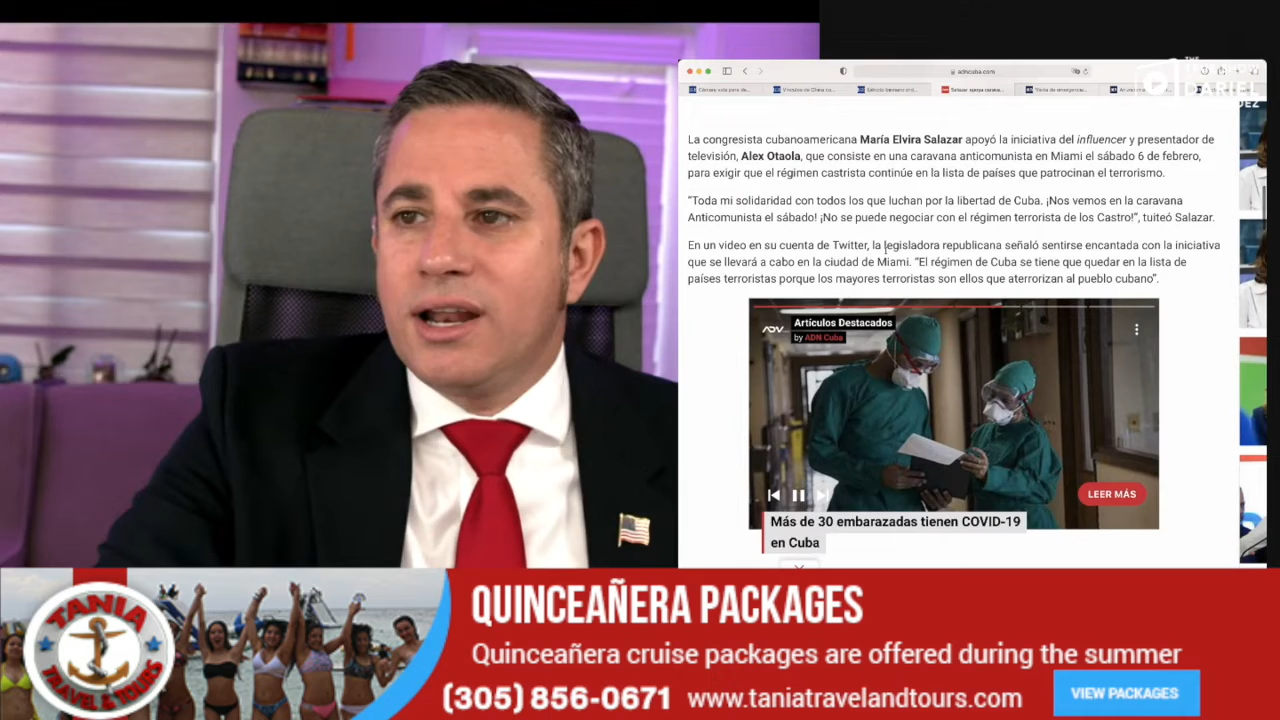 adncuba.com
THE
DARIEL
La congresista cubanoamericana María Elvira Salazar apoyó la iniciativa del influencer y presentador de
televisión, Alex Otaola, que consiste en una caravana anticomunista en Miami el sábado 6 de febrero,
para exigir que el régimen castrista continúe en la lista de países que patrocinan el terrorismo.
“Toda mi solidaridad con todos los que luchan por la libertad de Cuba. ¡Nos vemos en la caravana
Anticomunista el sábado! ¡No se puede negociar con el régimen terrorista de los Castro!”, tuiteó Salazar.
En un video en su cuenta de Twitter, la legisladora republicana señaló sentirse encantada con la iniciativa
que se llevará a cabo en la ciudad de Miami. “El régimen de Cuba se tiene que quedar en la lista de
países terroristas porque los mayores terroristas son ellos que aterrorizan al pueblo cubano”.
Artículos Destacados
by ADN Cuba
LEER MÁS
Más de 30 embarazadas tienen COVID-19
en Cuba
TANIA
TRAVEL & TOURS
QUINCEAÑERA PACKAGES
Quinceañera cruise packages are offered during the summer
(305) 856-0671 www.taniatravelandtours.com
VIEW PACKAGES